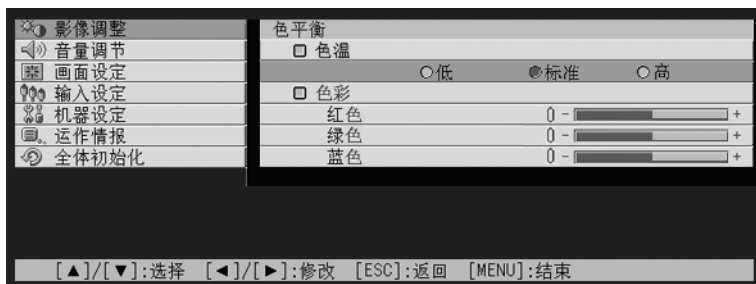 影像调整
音量调节
画面设定
输入设定
机器设定
运作情报
全体初始化
色平衡
色温
○低 ●标准 ○高
色彩
红色 0 - +
绿色 0 - +
蓝色 0 - +
[▲]/[▼]:选择 [◄]/[►]:修改 [ESC]:返回 [MENU]:结束